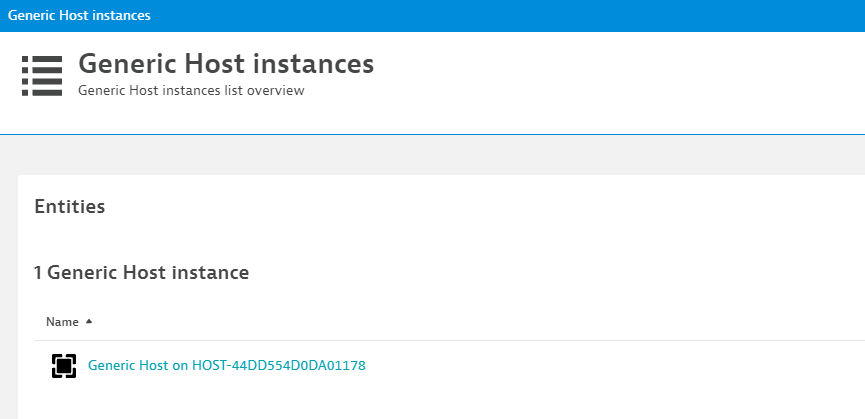 Generic Host instances
Generic Host instances
Generic Host instances list overview
Entities
1 Generic Host instance
Name
Generic Host on HOST-44DD554D0DA01178